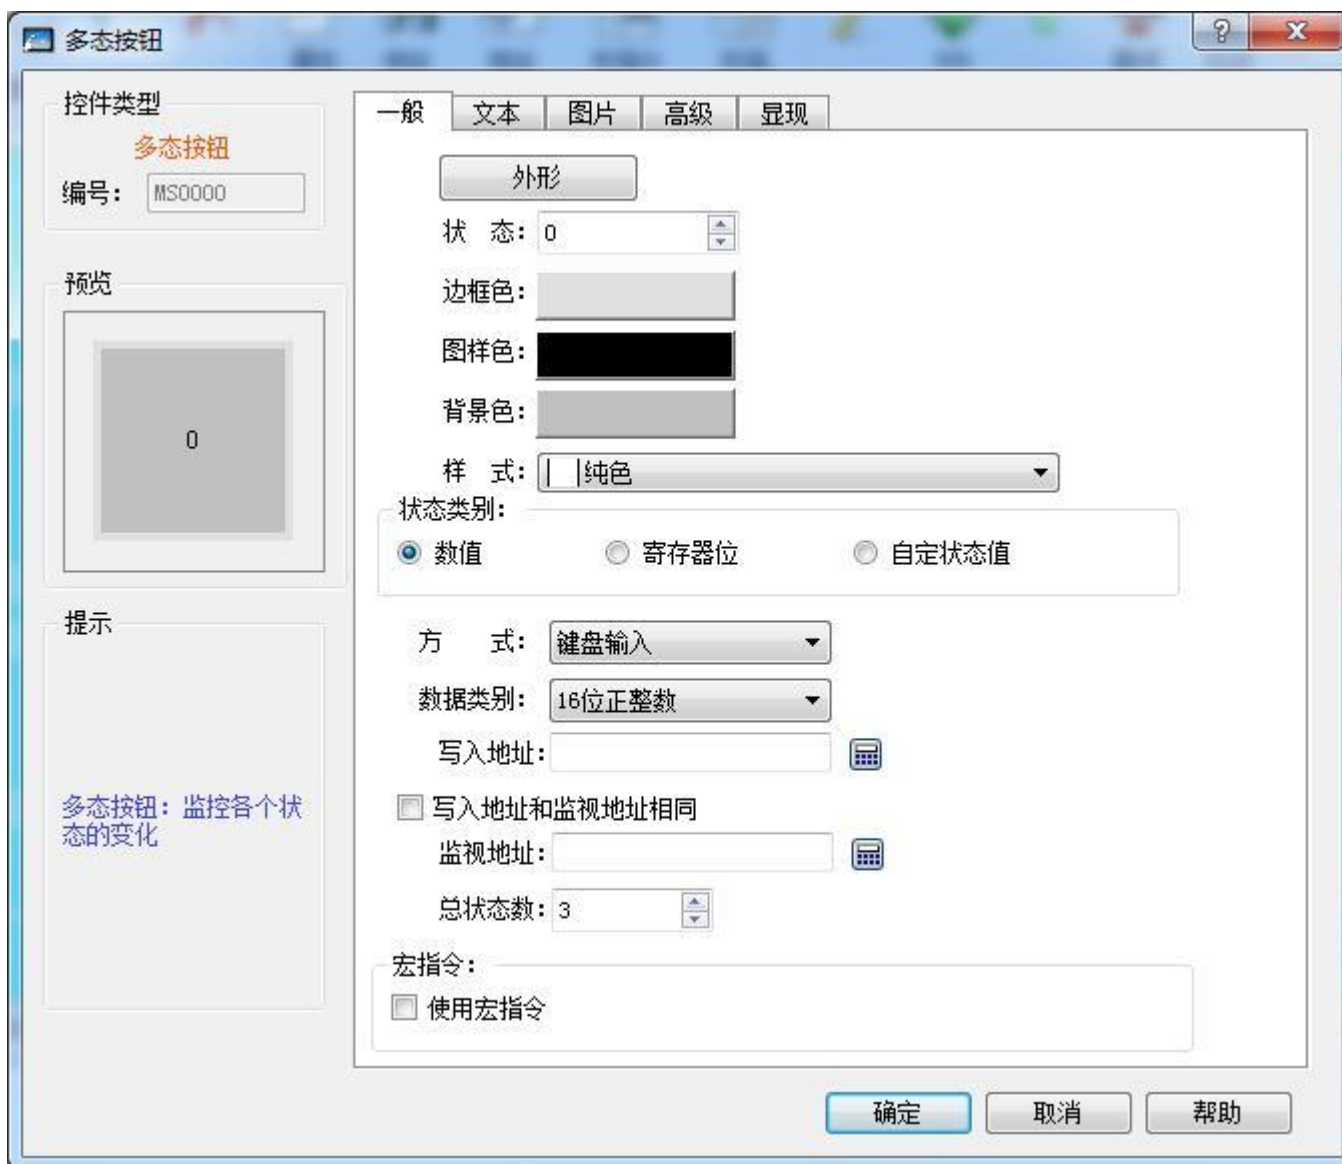 多态按钮
控件类型
多态按钮
编号： MS0000
预览
0
提示
多态按钮：监控各个状
态的变化
一般 文本 图片 高级 显现
外形
状 态： 0
边框色：
图样色：
背景色：
样 式： 纯色
状态类别：
数值 寄存器位 自定状态值
方 式： 键盘输入
数据类别： 16位正整数
写入地址：
写入地址和监视地址相同
监视地址：
总状态数： 3
宏指令：
使用宏指令
确定 取消 帮助